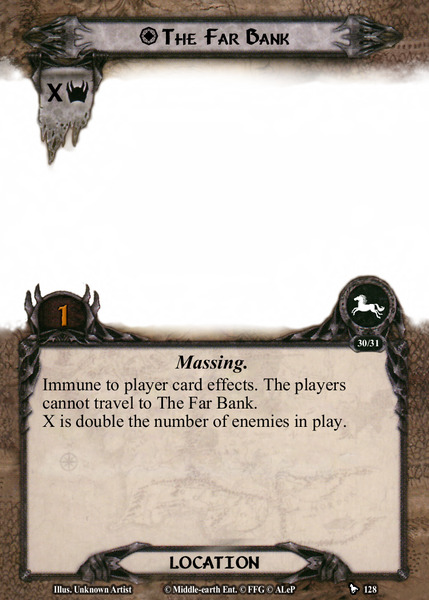 The Far Bank
X
1
30/31
Massing.
Immune to player card effects. The players
cannot travel to The Far Bank.
X is double the number of enemies in play.
LOCATION
Illus. Unknown Artist © Middle-earth Ent. © FFG © ALeP 128